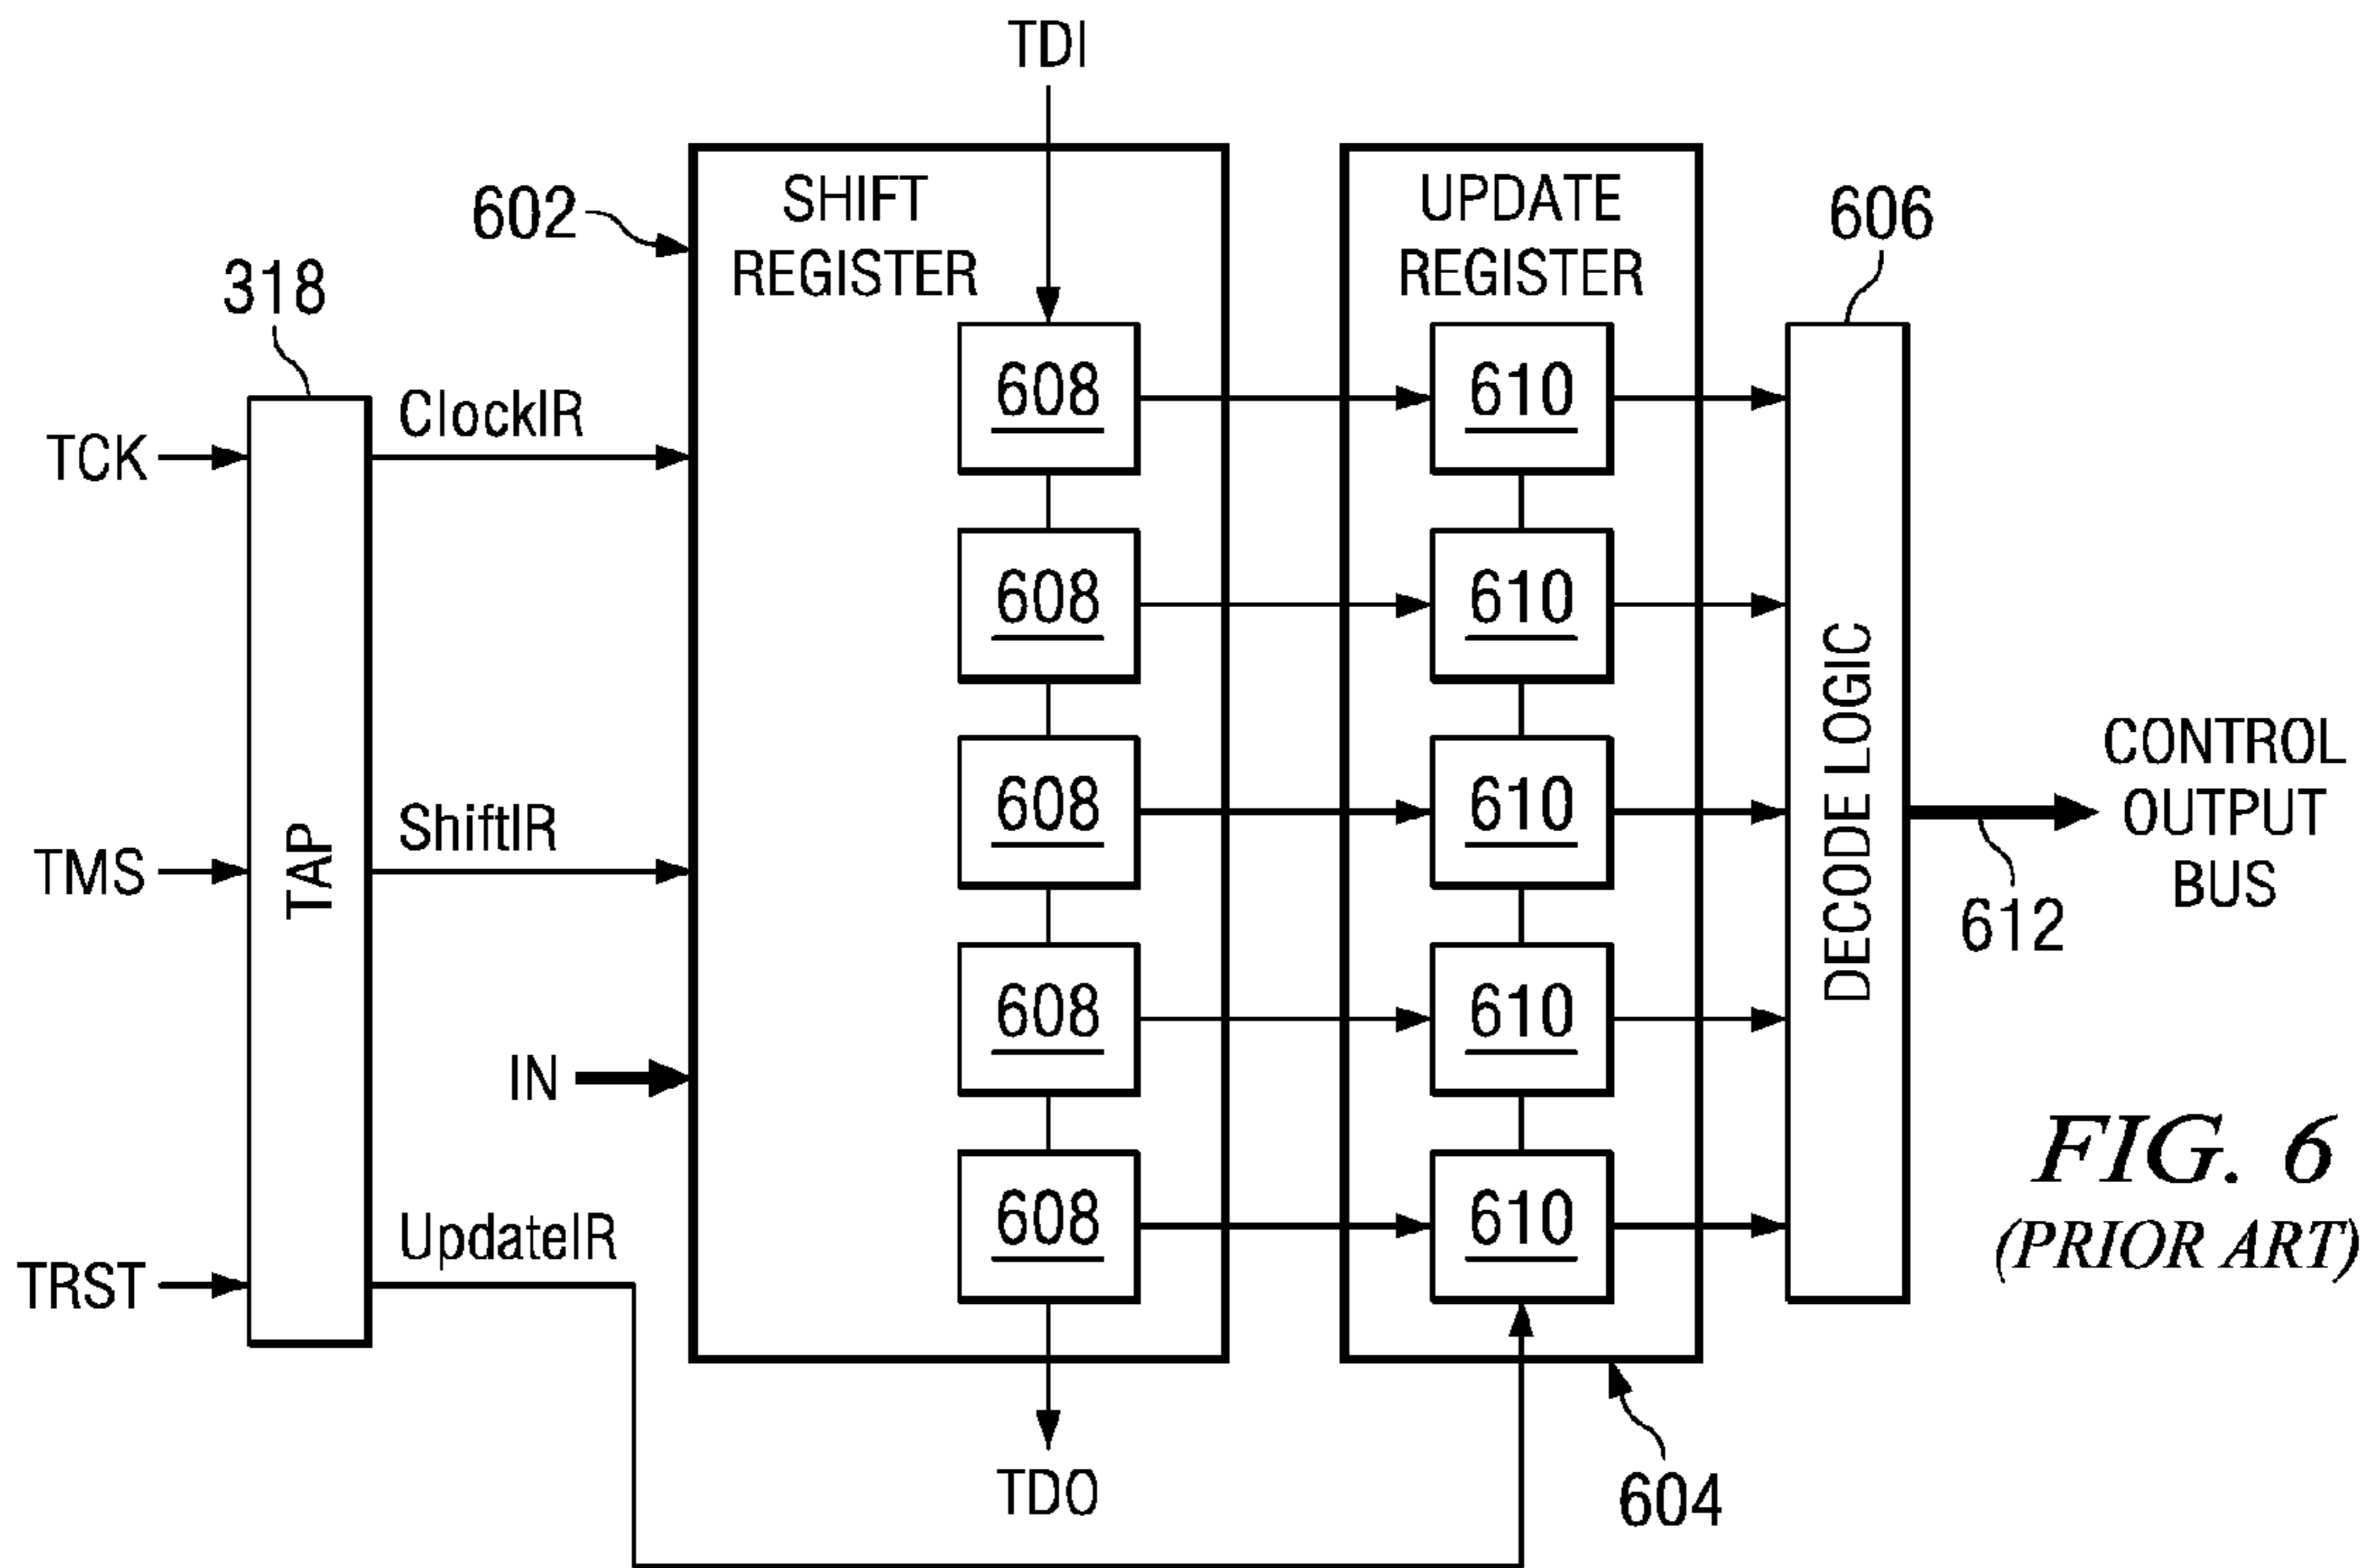 TDI
602
SHIFT
REGISTER
UPDATE
REGISTER
606
318
TCK
ClockIR
608
610
608
610
TMS
TAP
ShiftIR
608
610
DECODE LOGIC
CONTROL
OUTPUT
BUS
612
IN
608
610
TRST
UpdateIR
608
610
TDO
604
FIG. 6
(PRIOR ART)